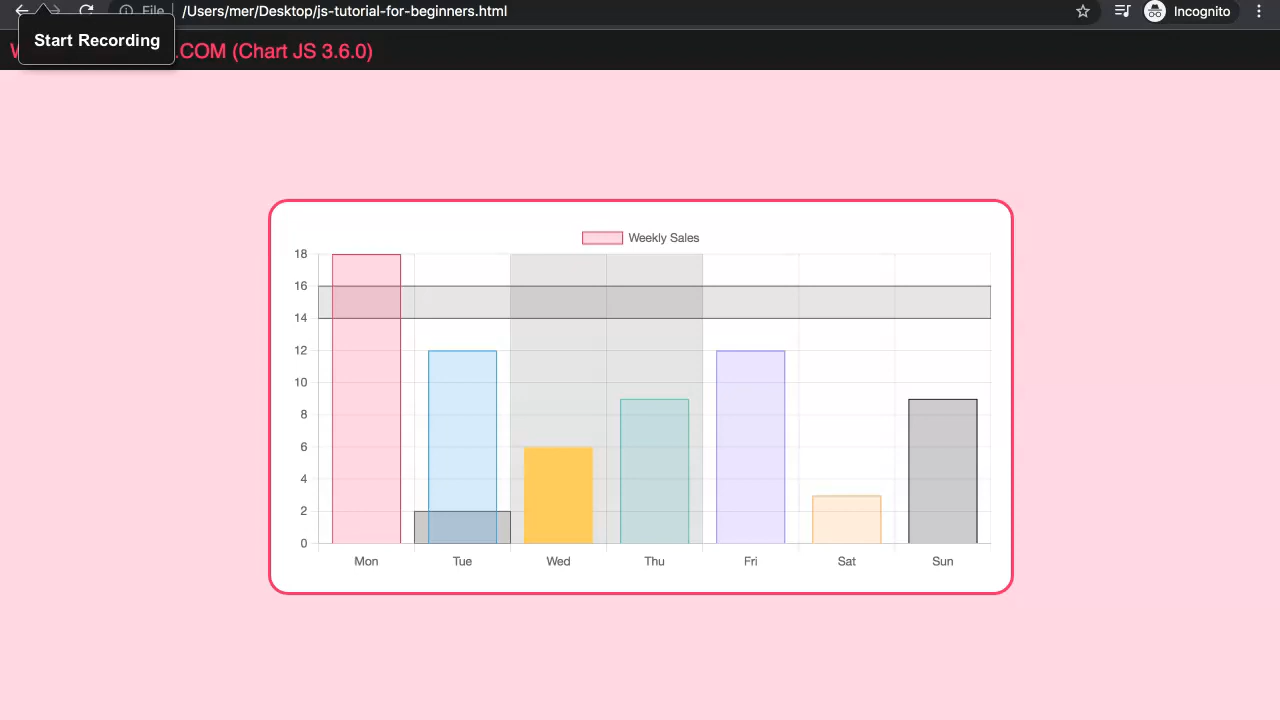 File
/Users/mer/Desktop/js-tutorial-for-beginners.html
Incognito
Start Recording
.COM (Chart JS 3.6.0)
Weekly Sales
18
16
14
12
10
8
6
4
2
0
Mon Tue Wed Thu Fri Sat Sun